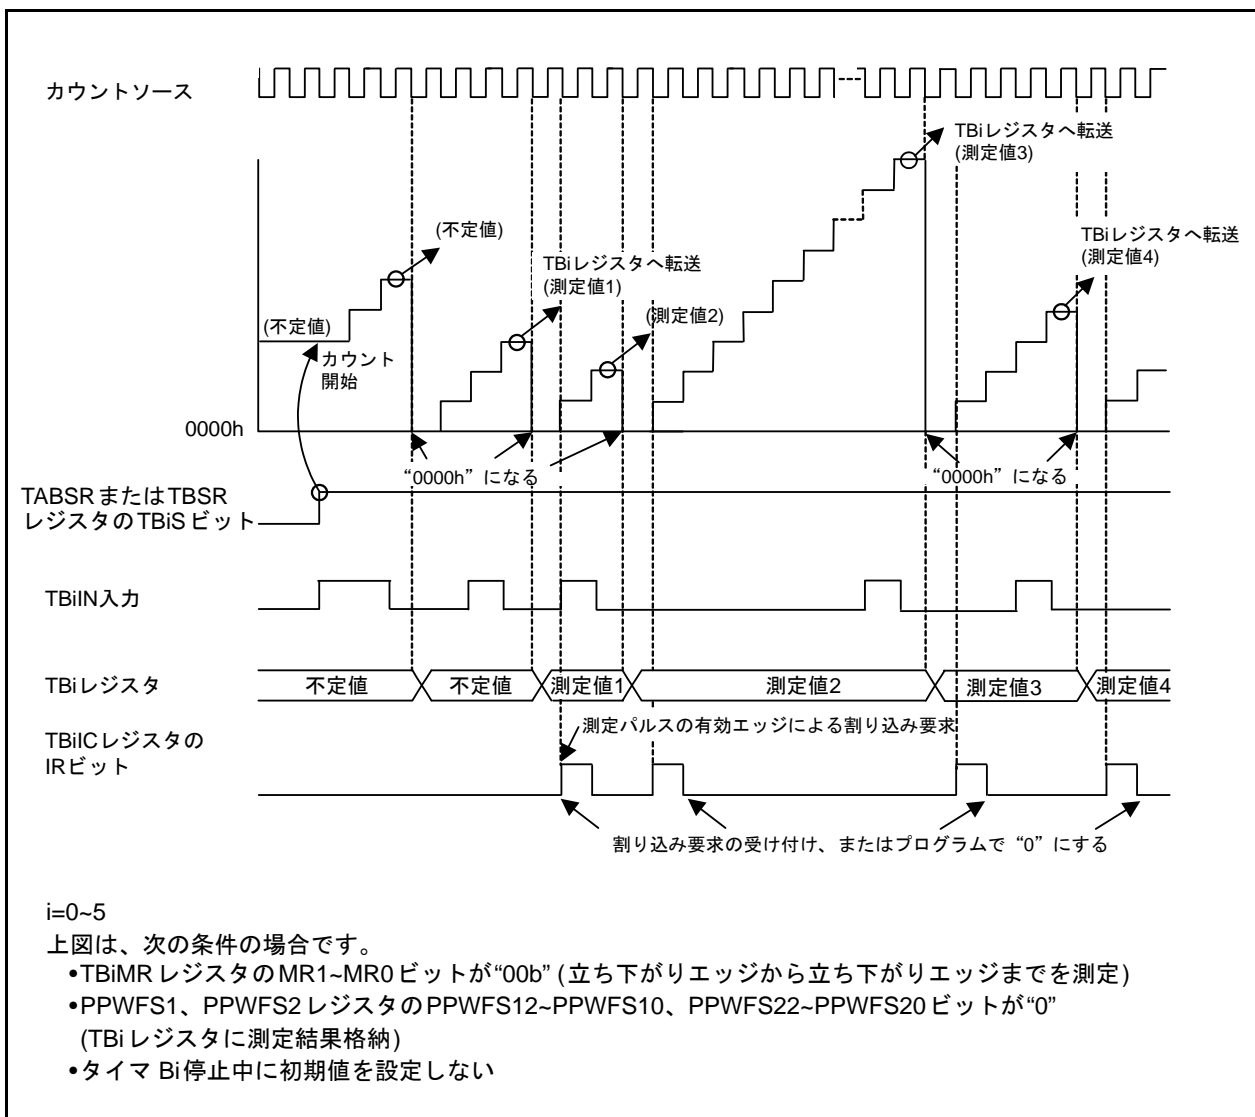 カウントソース
TBiレジスタへ転送
(測定値3)
(不定値)
TBiレジスタへ転送
(測定値4)
TBiレジスタへ転送
(測定値1)
(測定値2)
(不定値)
カウント
開始
0000h
“0000h”になる
“0000h”になる
TABSRまたはTBSR
レジスタのTBiSビット
TBiIN入力
TBiレジスタ
不定値
不定値
測定値1
測定値2
測定値3
測定値4
測定パルスの有効エッジによる割り込み要求
TBiICレジスタの
IRビット
割り込み要求の受け付け、またはプログラムで“0”にする
i=0~5
上図は、次の条件の場合です。
•TBiMRレジスタのMR1~MR0ビットが“00b” (立ち下がりエッジから立ち下がりエッジまでを測定)
•PPWFS1、PPWFS2レジスタのPPWFS12~PPWFS10、PPWFS22~PPWFS20ビットが“0”
(TBiレジスタに測定結果格納)
•タイマ Bi停止中に初期値を設定しない